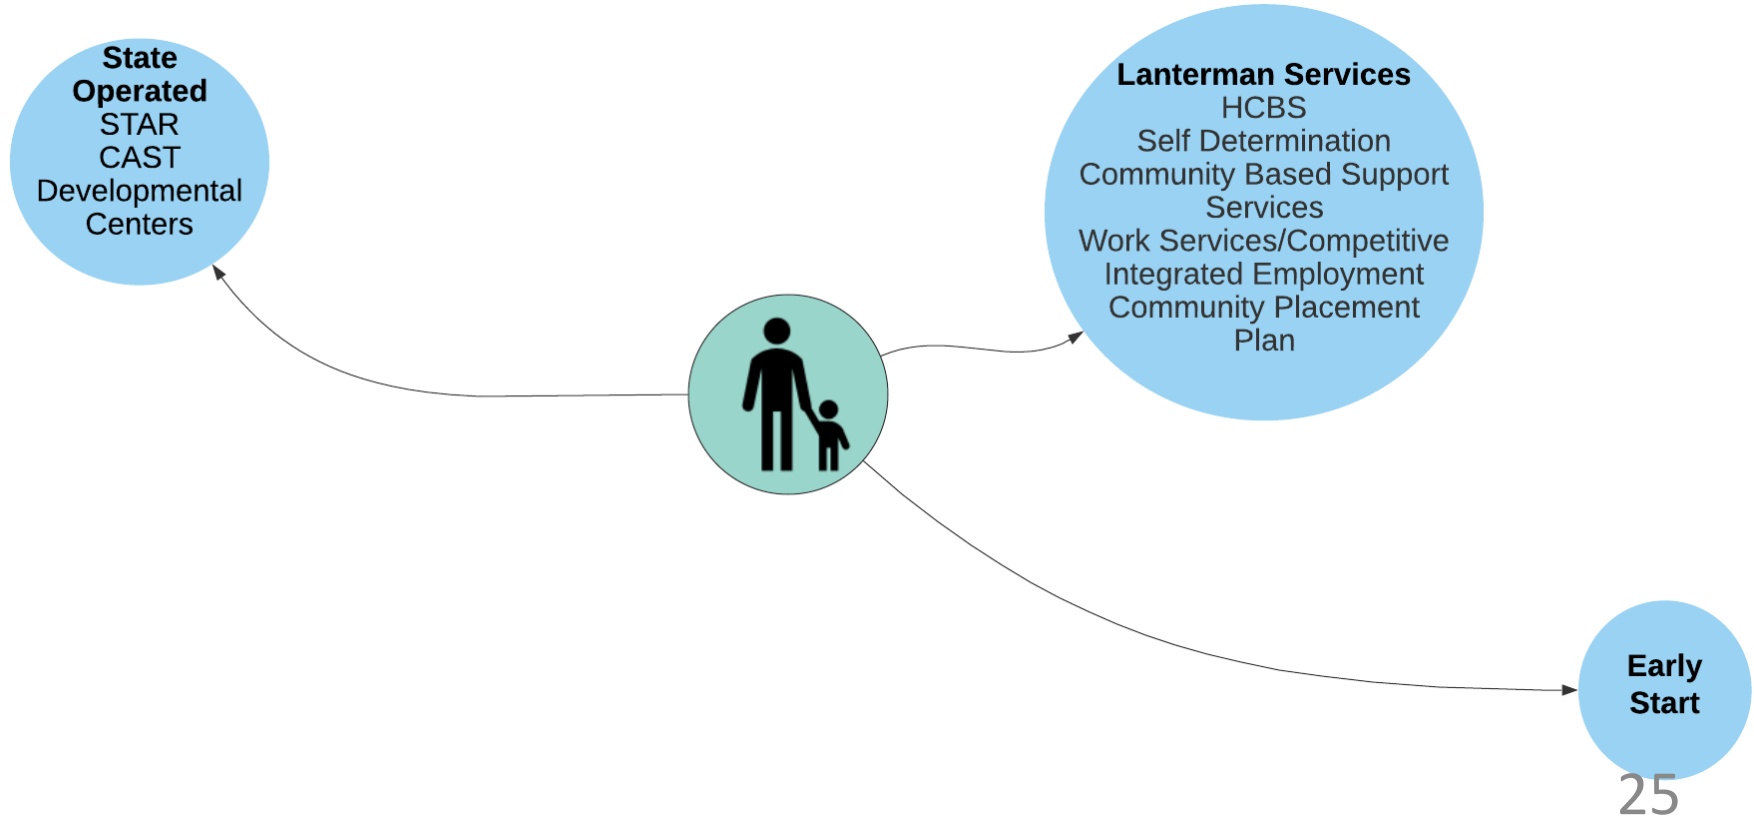 State
Operated
STAR
CAST
Developmental
Centers
Lanterman Services
HCBS
Self Determination
Community Based Support
Services
Work Services/Competitive
Integrated Employment
Community Placement
Plan
Early
Start
25